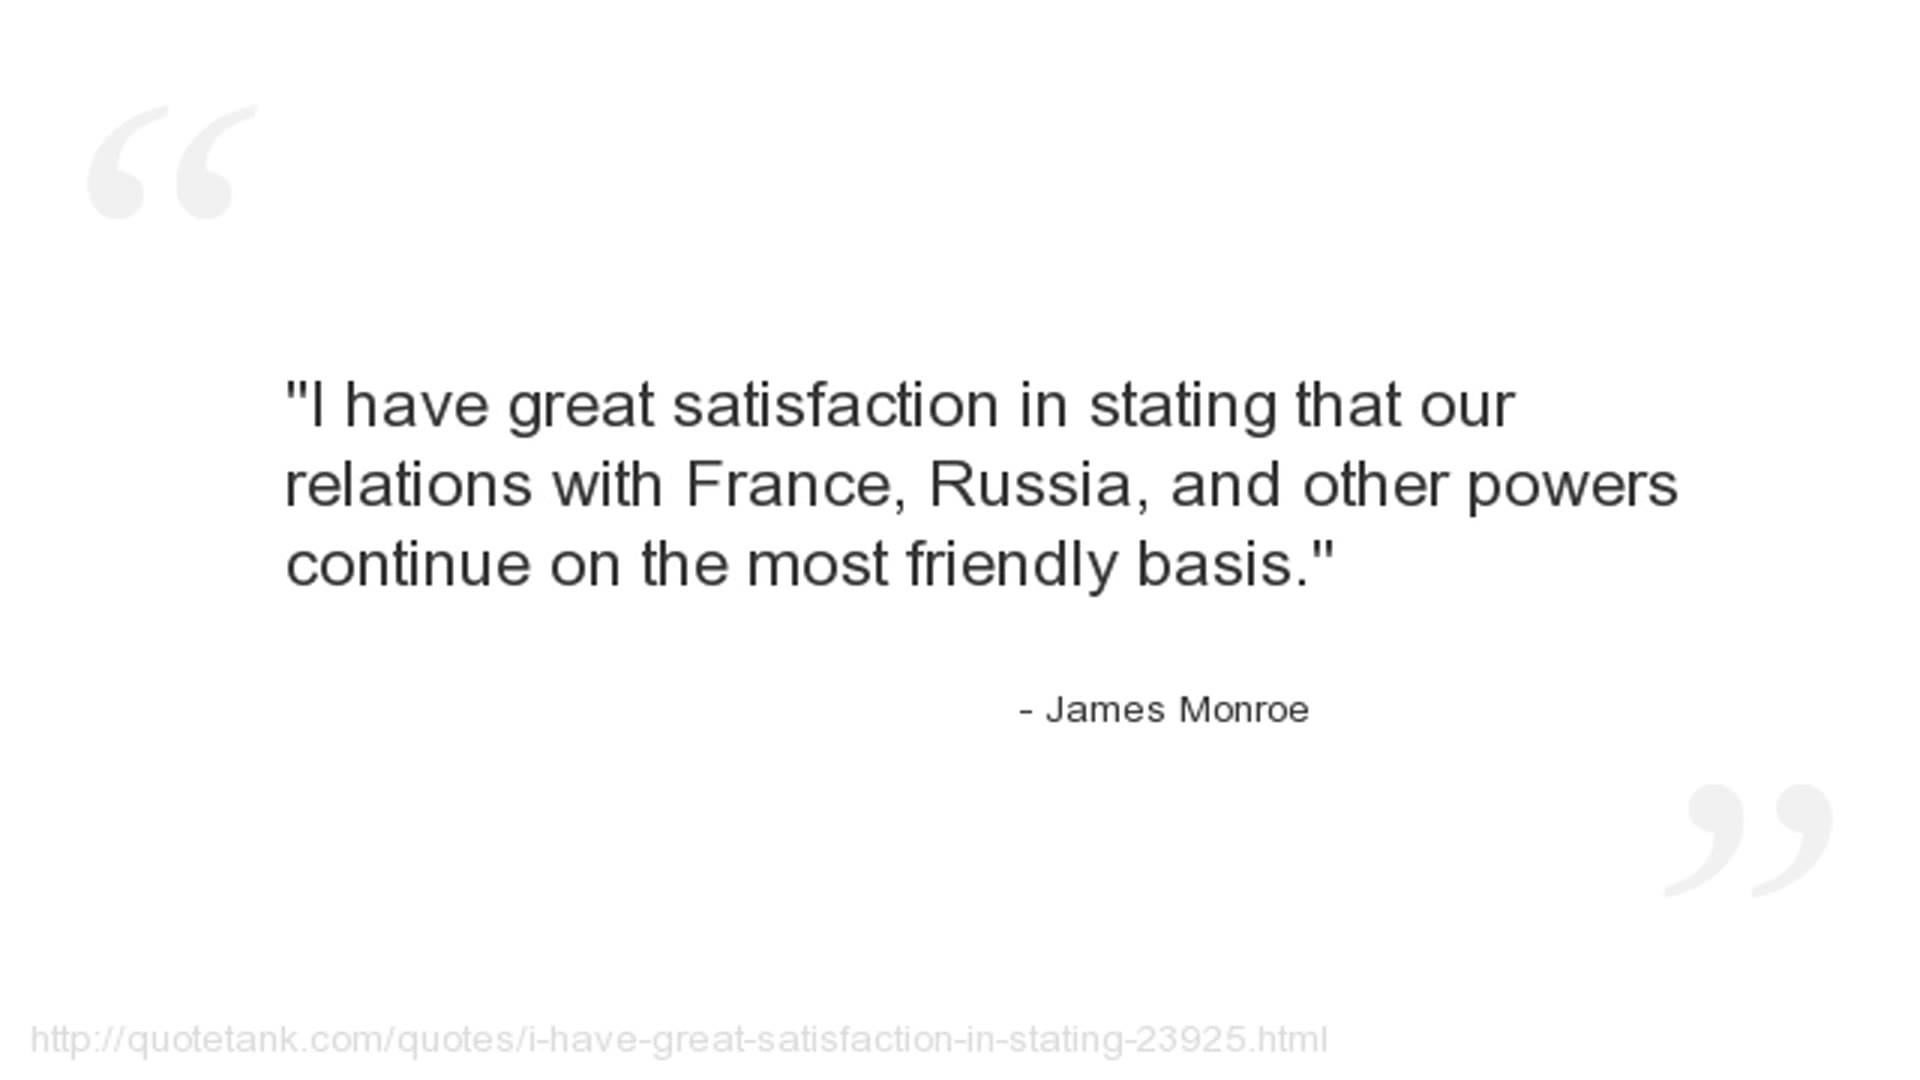 "I have great satisfaction in stating that our
relations with France, Russia, and other powers
continue on the most friendly basis."
- James Monroe
http://quotetank.com/quotes/i-have-great-satisfaction-in-stating-23925.html